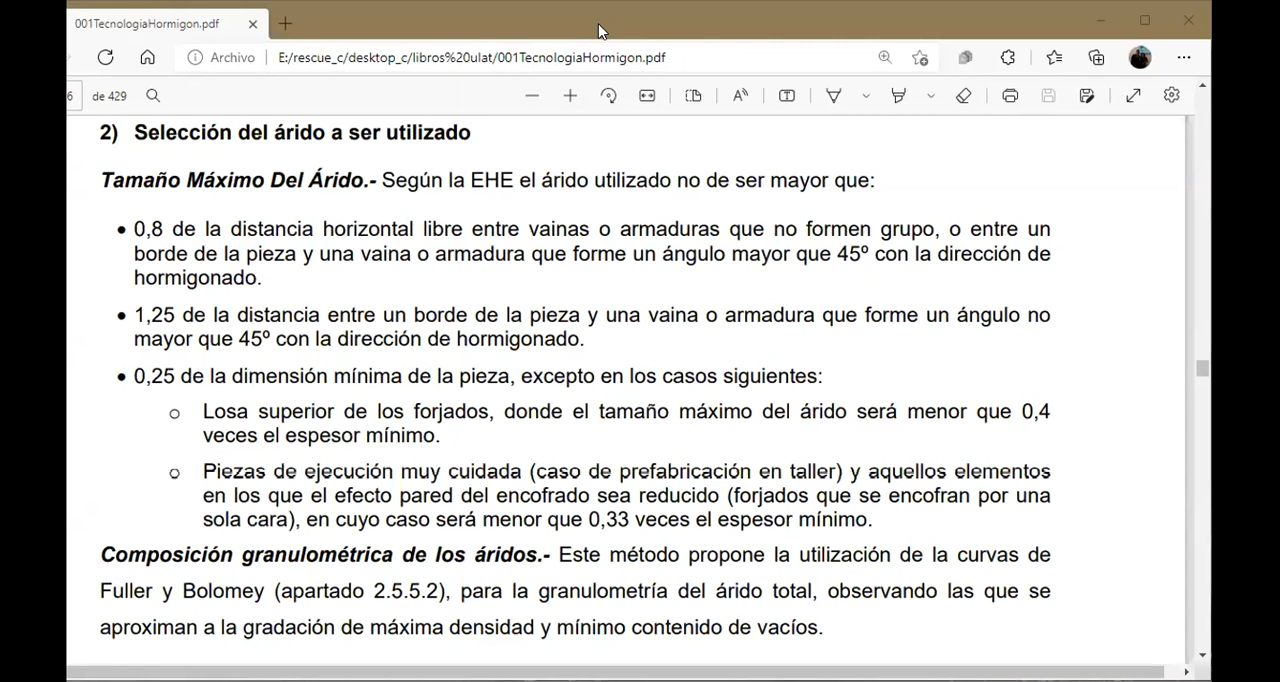 001TecnologiaHormigon.pdf
Archivo E:/rescue_c/desktop_c/libros%20ulat/001TecnologiaHormigon.pdf
6 de 429
2) Selección del árido a ser utilizado
Tamaño Máximo Del Árido.- Según la EHE el árido utilizado no de ser mayor que:
• 0,8 de la distancia horizontal libre entre vainas o armaduras que no formen grupo, o entre un
borde de la pieza y una vaina o armadura que forme un ángulo mayor que 45º con la dirección de
hormigonado.
• 1,25 de la distancia entre un borde de la pieza y una vaina o armadura que forme un ángulo no
mayor que 45º con la dirección de hormigonado.
• 0,25 de la dimensión mínima de la pieza, excepto en los casos siguientes:
o Losa superior de los forjados, donde el tamaño máximo del árido será menor que 0,4
veces el espesor mínimo.
o Piezas de ejecución muy cuidada (caso de prefabricación en taller) y aquellos elementos
en los que el efecto pared del encofrado sea reducido (forjados que se encofran por una
sola cara), en cuyo caso será menor que 0,33 veces el espesor mínimo.
Composición granulométrica de los áridos.- Este método propone la utilización de la curvas de
Fuller y Bolomey (apartado 2.5.5.2), para la granulometría del árido total, observando las que se
aproximan a la gradación de máxima densidad y mínimo contenido de vacíos.